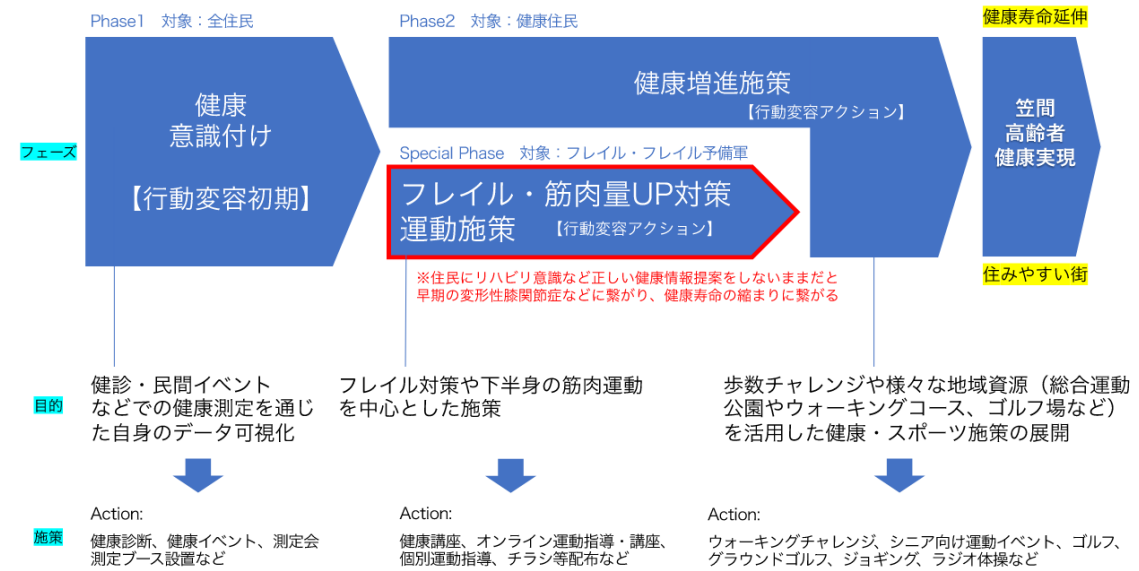 Phase1　対象：全住民
Phase2　対象：健康住民
健康寿命延伸
フェーズ
健康
意識付け
【行動変容初期】
健康増進施策
【行動変容アクション】
Special Phase　対象：フレイル・フレイル予備軍
フレイル・筋肉量UP対策
運動施策　【行動変容アクション】
※住民にリハビリ意識など正しい健康情報提案をしないままだと
早期の変形性膝関節症などに繋がり、健康寿命の縮まりに繋がる
笠間
高齢者
健康実現
住みやすい街
目的
健診・民間イベント
などでの健康測定を通じ
た自身のデータ可視化
フレイル対策や下半身の筋肉運動
を中心とした施策
歩数チャレンジや様々な地域資源（総合運動
公園やウォーキングコース、ゴルフ場など）
を活用した健康・スポーツ施策の展開
施策
Action:
健康診断、健康イベント、測定会
測定ブース設置など
Action:
健康講座、オンライン運動指導・講座、
個別運動指導、チラシ等配布など
Action:
ウォーキングチャレンジ、シニア向け運動イベント、ゴルフ、
グラウンドゴルフ、ジョギング、ラジオ体操など